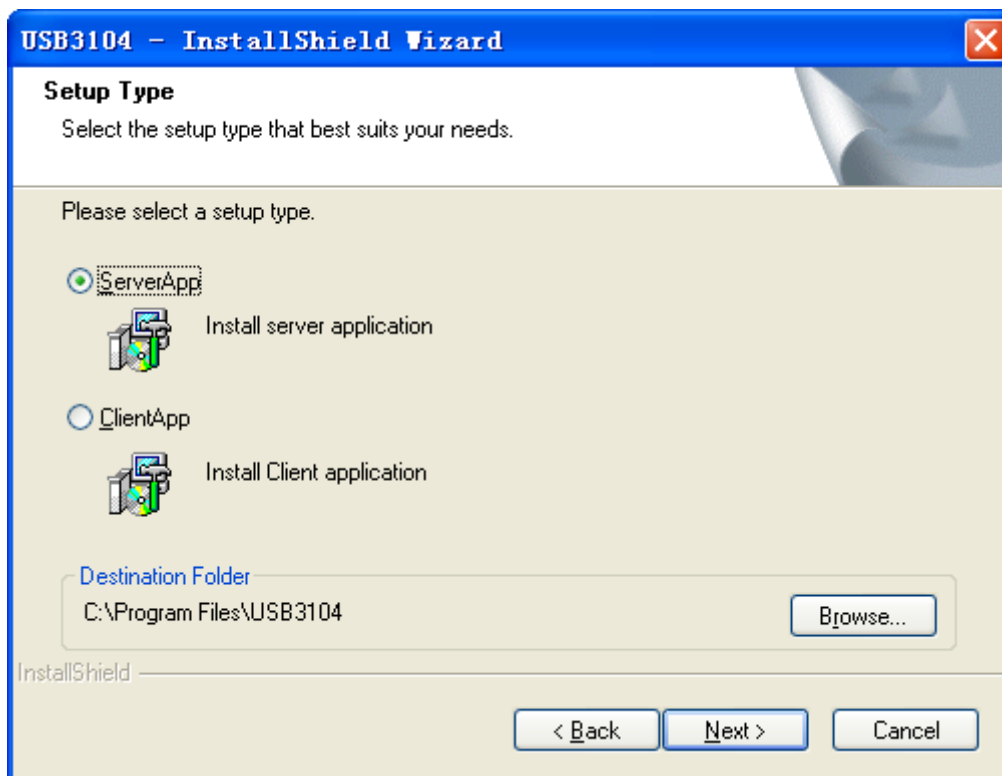 USB3104 - InstallShield Wizard
Setup Type
Select the setup type that best suits your needs.
Please select a setup type.
ServerApp
Install server application
ClientApp
Install Client application
Destination Folder
C:\Program Files\USB3104
Browse...
InstallShield
< Back Next > Cancel